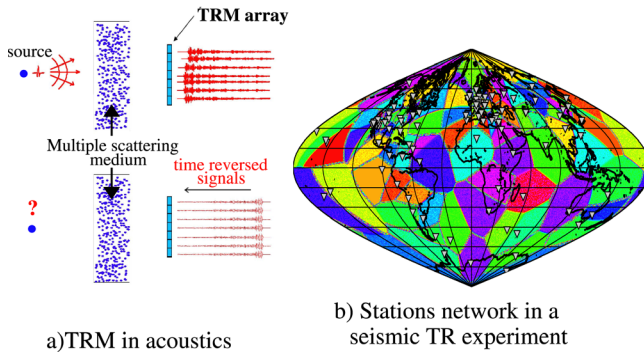 TRM array
source
Multiple scattering
medium
time reversed
signals
?
a)TRM in acoustics
b) Stations network in a
seismic TR experiment